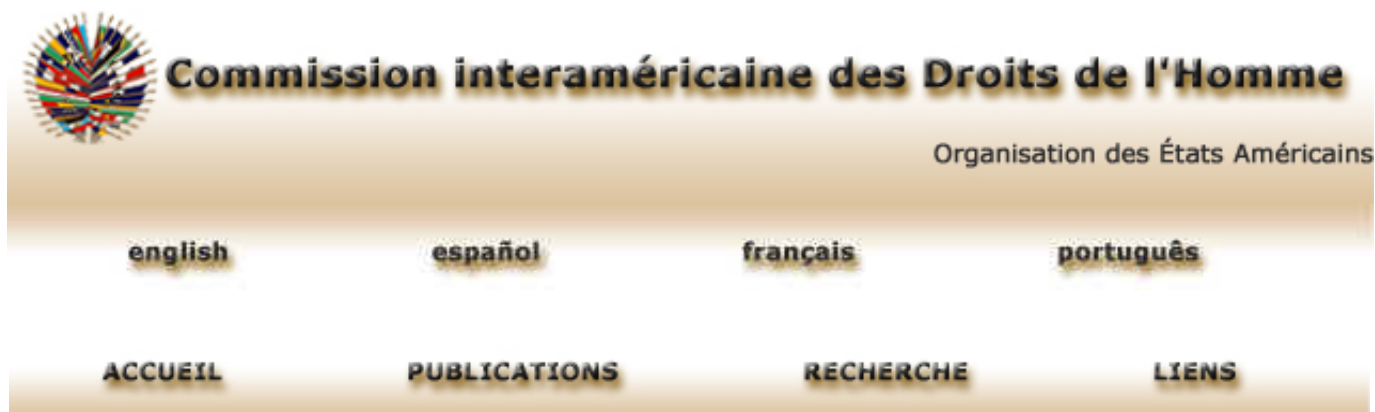 Commission interaméricaine des Droits de l'Homme
Organisation des États Américains
english español français português
ACCUEIL PUBLICATIONS RECHERCHE LIENS